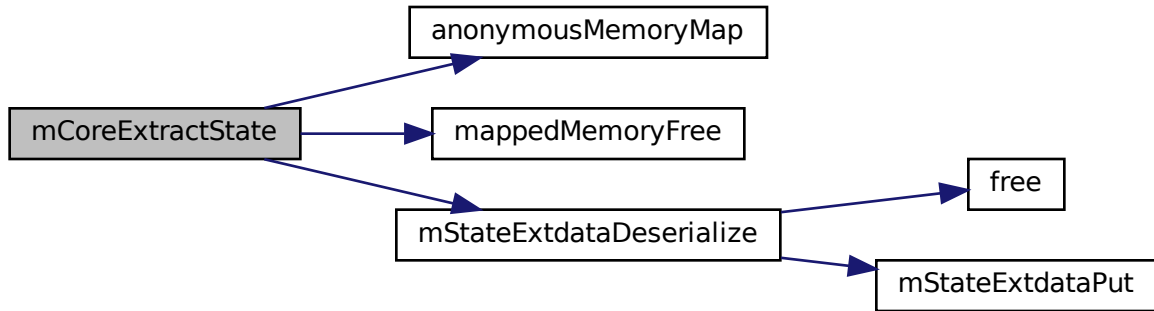 anonymousMemoryMap
mCoreExtractState
mappedMemoryFree
free
mStateExtdataDeserialize
mStateExtdataPut